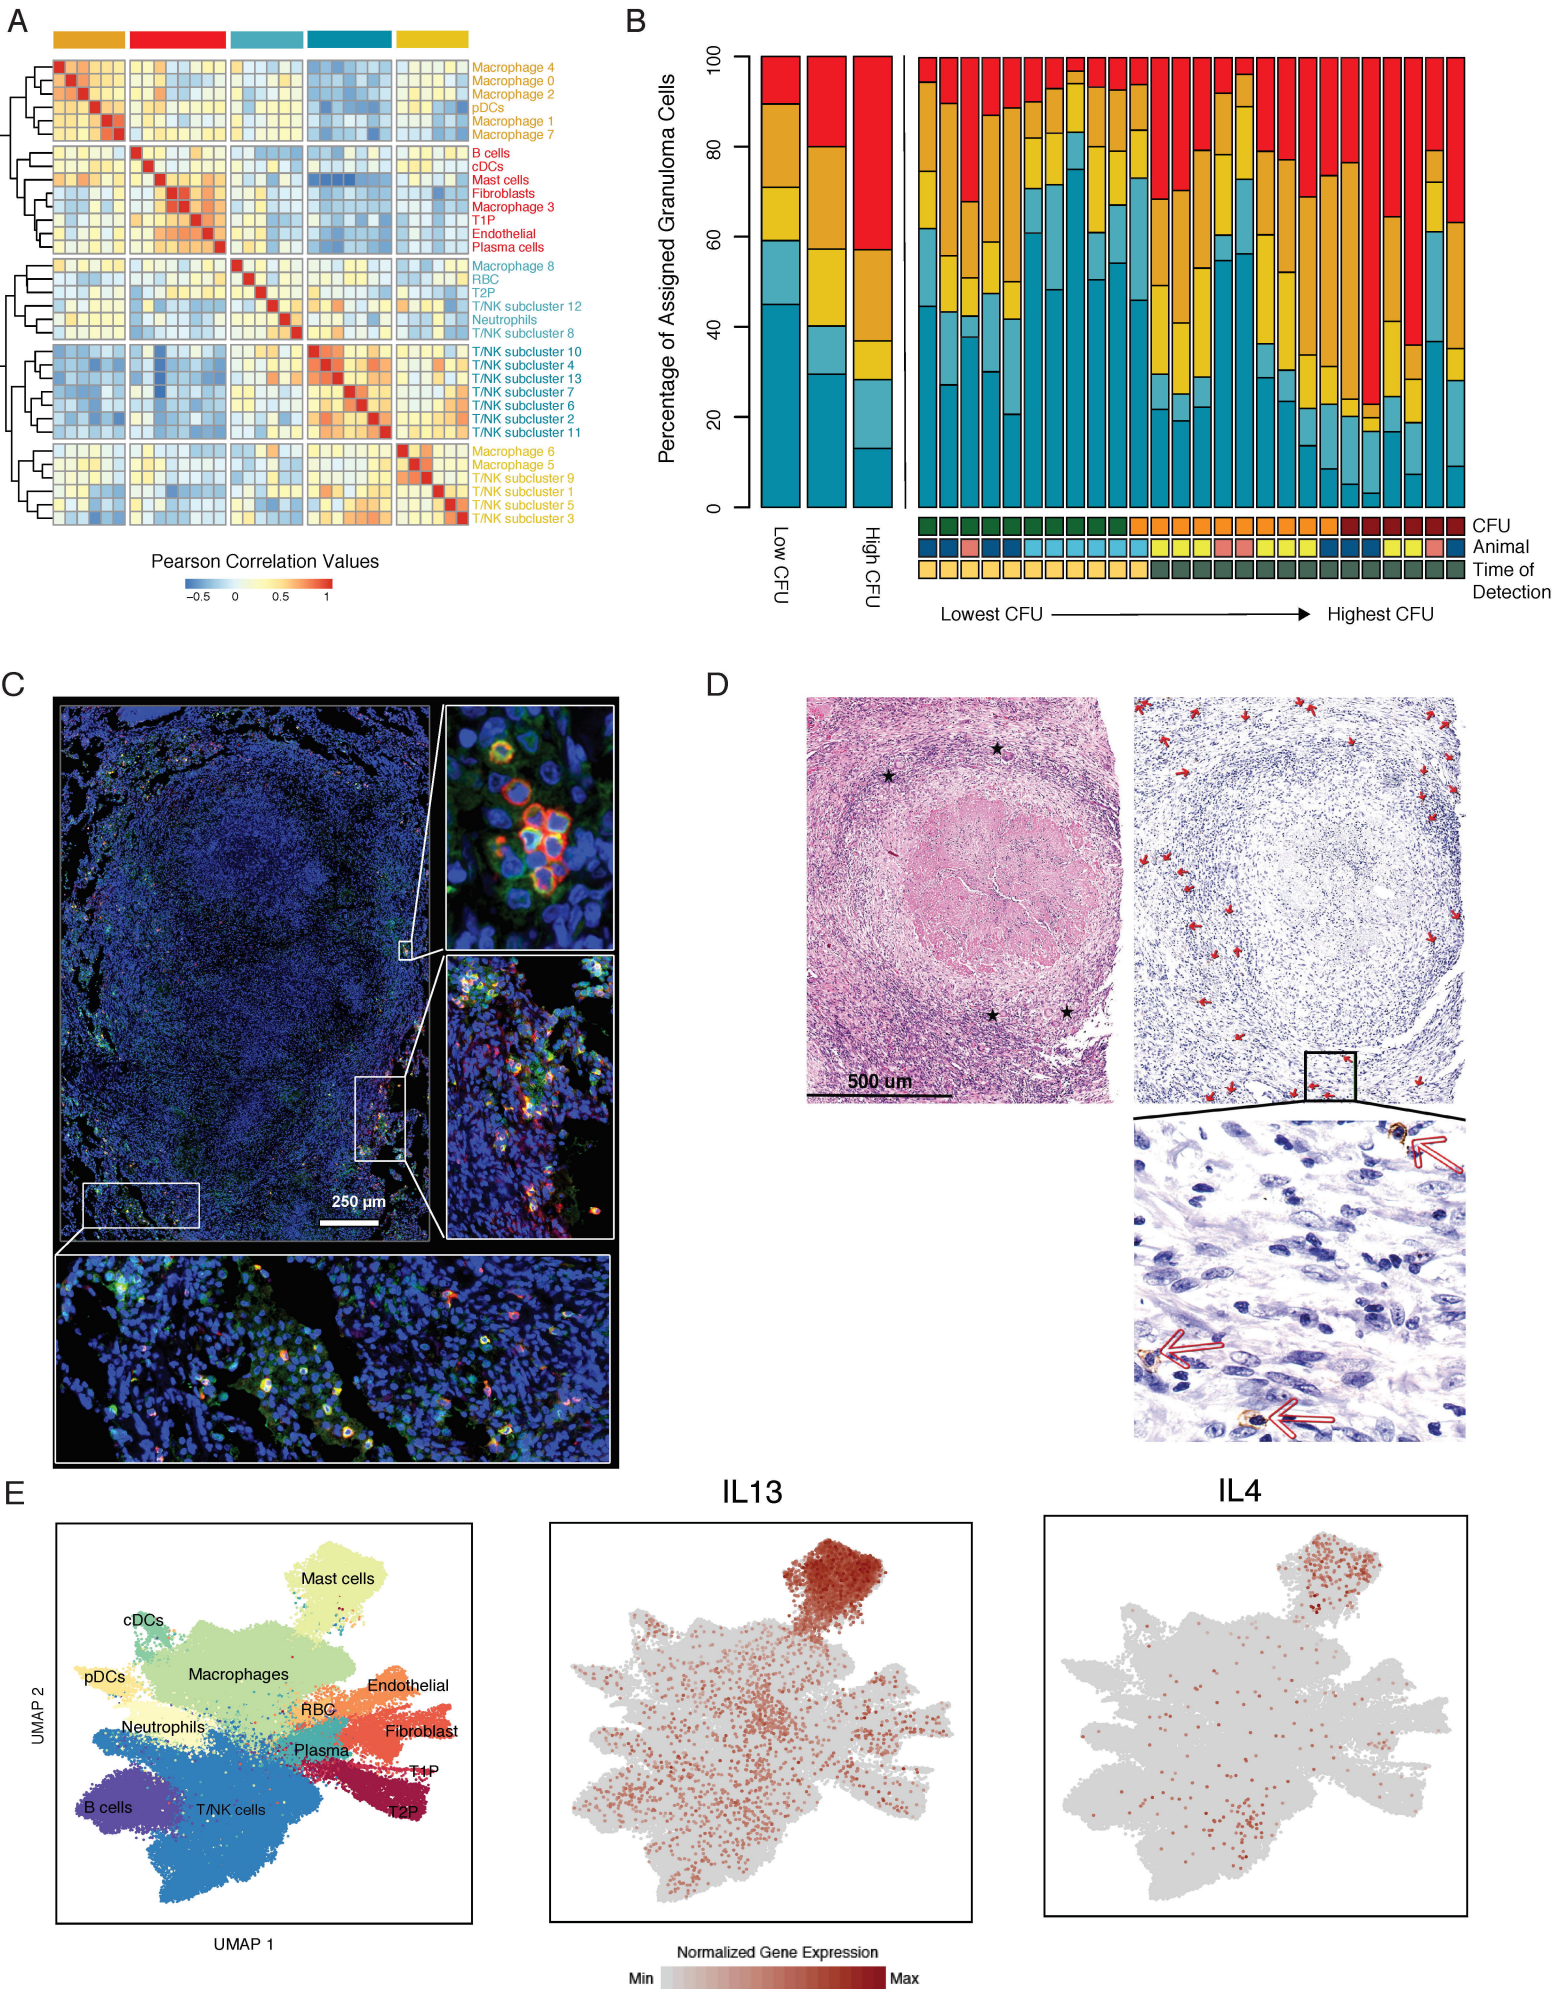 A
Macrophage 4
Macrophage 0
Macrophage 2
pDCs
Macrophage 1
Macrophage 7
B cells
cDCs
Mast cells
Fibroblasts
Macrophage 3
T1P
Endothelial
Plasma cells
Macrophage 8
RBC
T2P
T/NK subcluster 12
Neutrophils
T/NK subcluster 8
T/NK subcluster 10
T/NK subcluster 4
T/NK subcluster 13
T/NK subcluster 7
T/NK subcluster 6
T/NK subcluster 2
T/NK subcluster 11
Macrophage 6
Macrophage 5
T/NK subcluster 9
T/NK subcluster 1
T/NK subcluster 5
T/NK subcluster 3
Pearson Correlation Values
−0.5 0 0.5 1
B
Percentage of Assigned Granuloma Cells
100
80
60
40
20
0
Low CFU
High CFU
CFU
Animal
Time of
Detection
Lowest CFU
Highest CFU
C
250 µm
D
500 um
E
UMAP 2
Mast cells
cDCs
Macrophages
pDCs
Endothelial
RBC
Neutrophils
Fibroblast
Plasma
T1P
B cells
T/NK cells
T2P
UMAP 1
IL13
IL4
Normalized Gene Expression
Min
Max